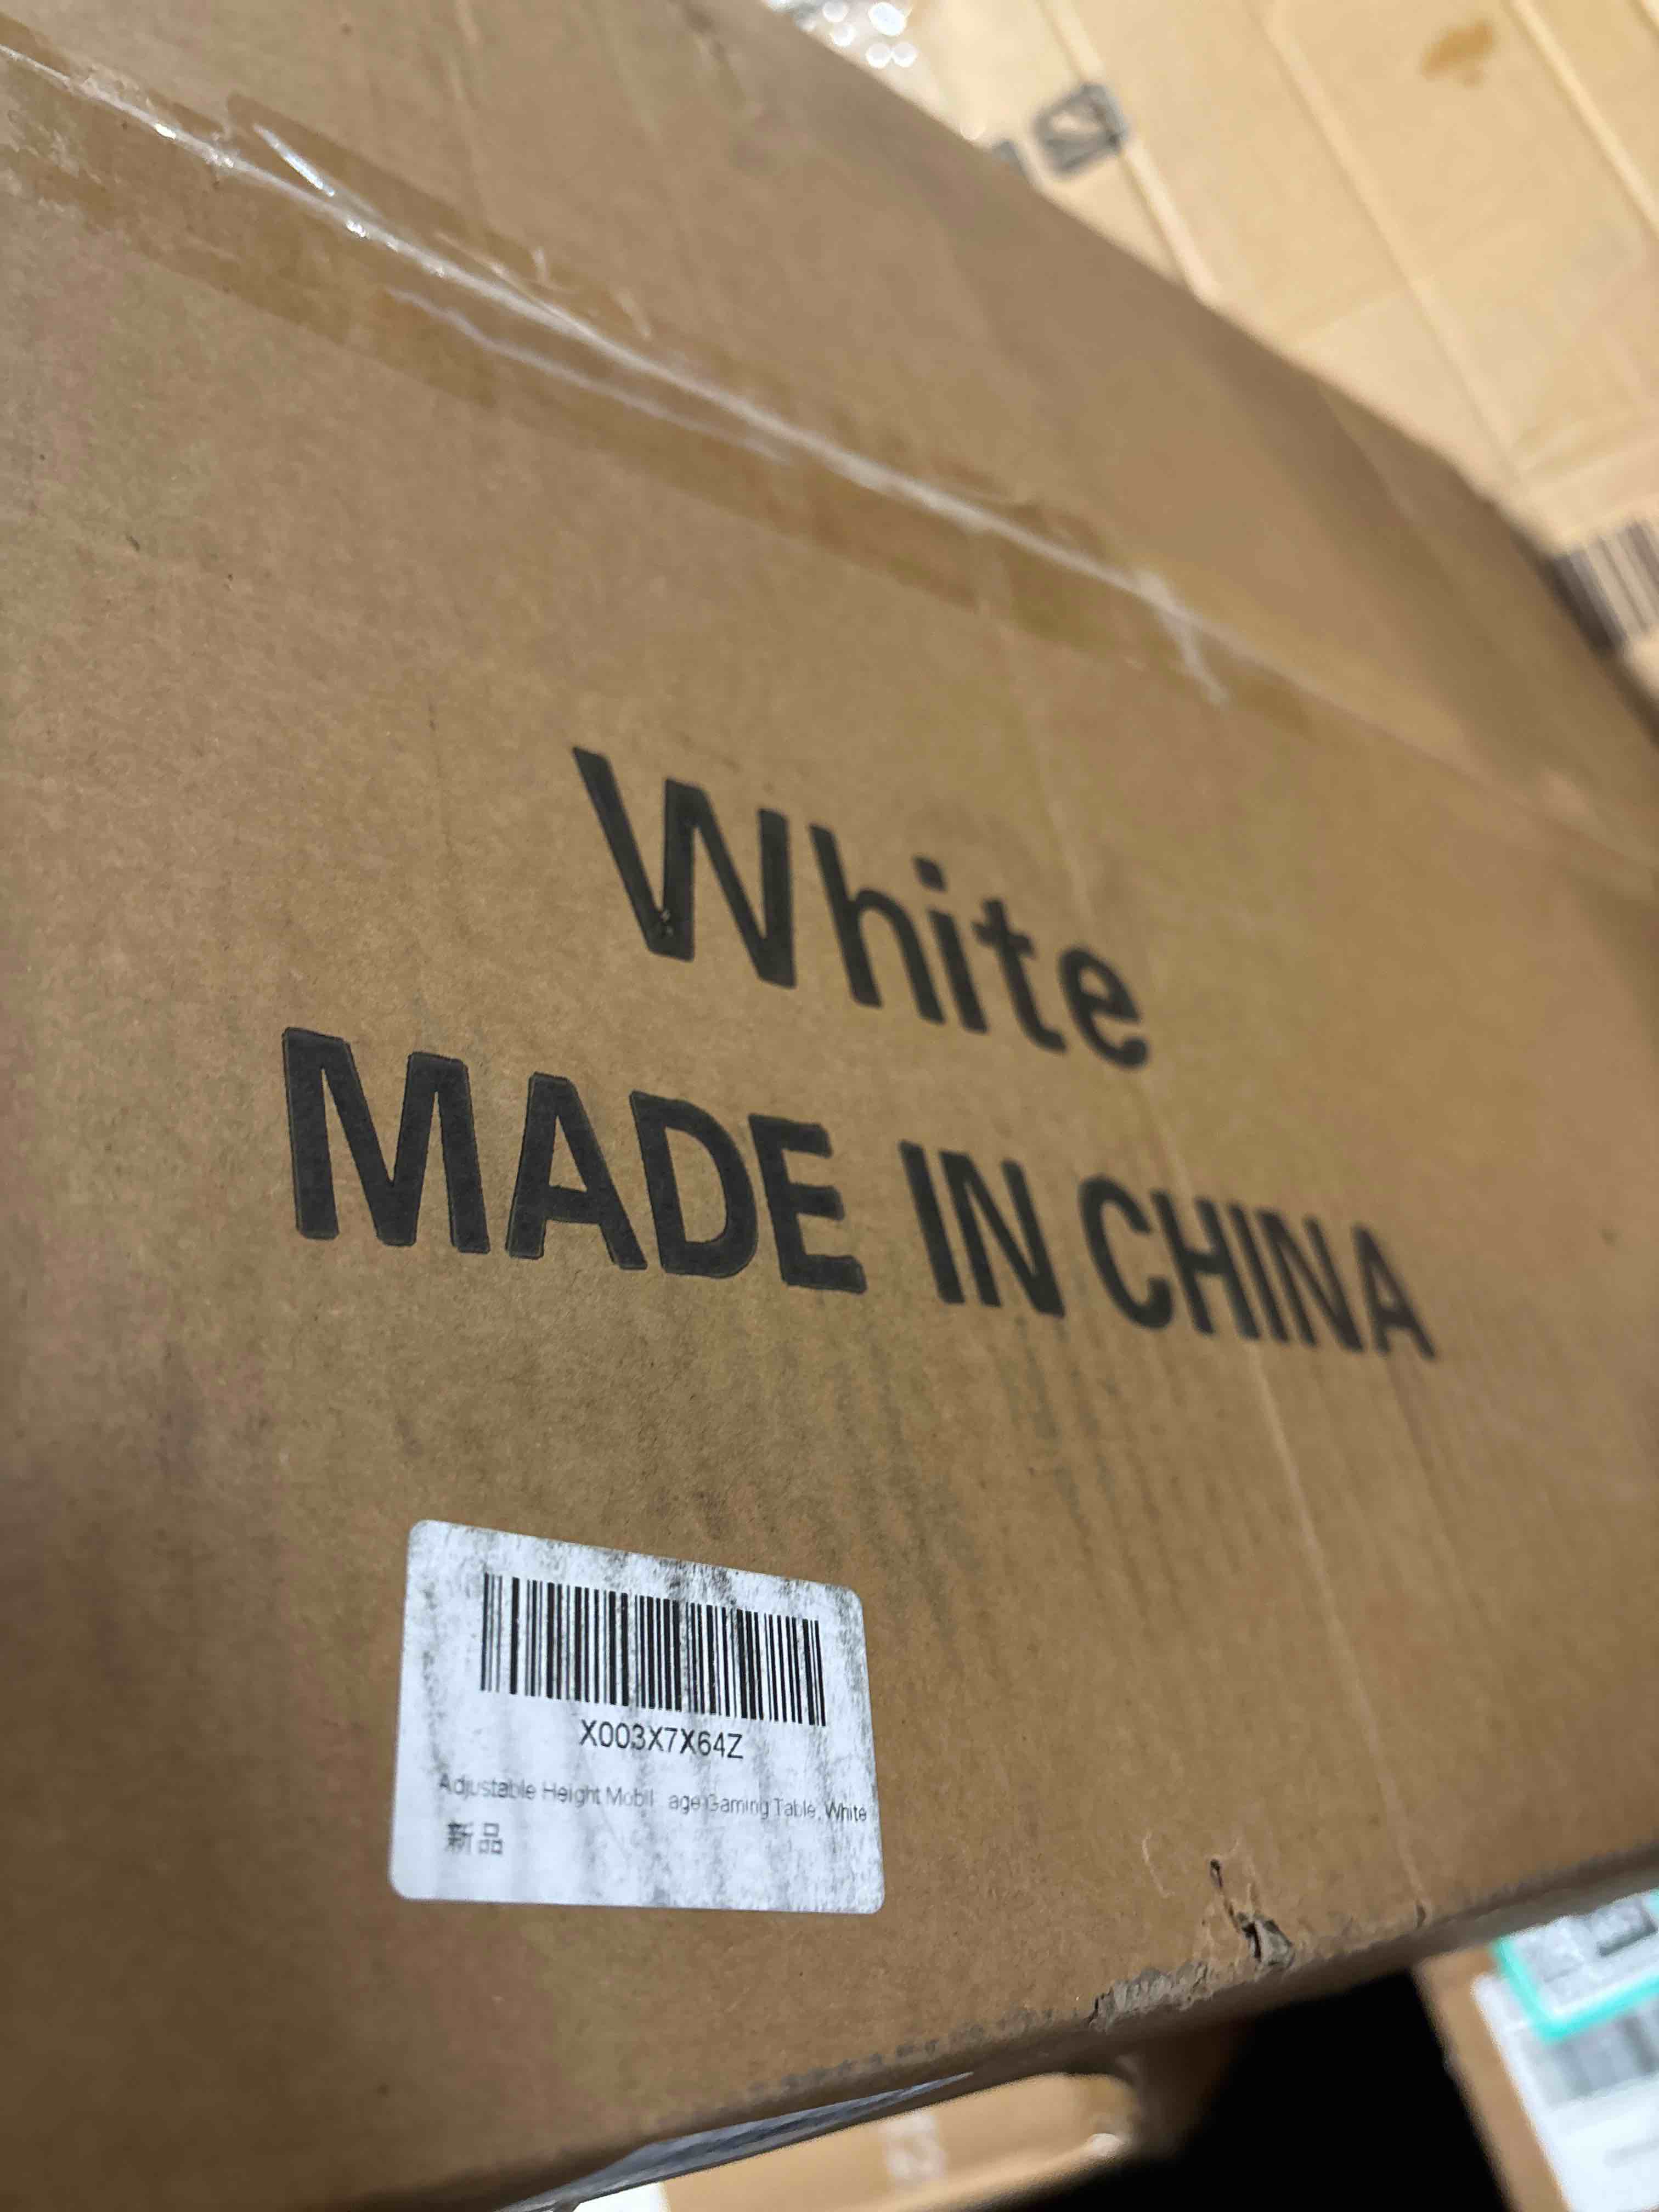 White
MADE IN CHINA
X003X7X64Z
Adjustable Height Mobil age Gaming Table, White
新品